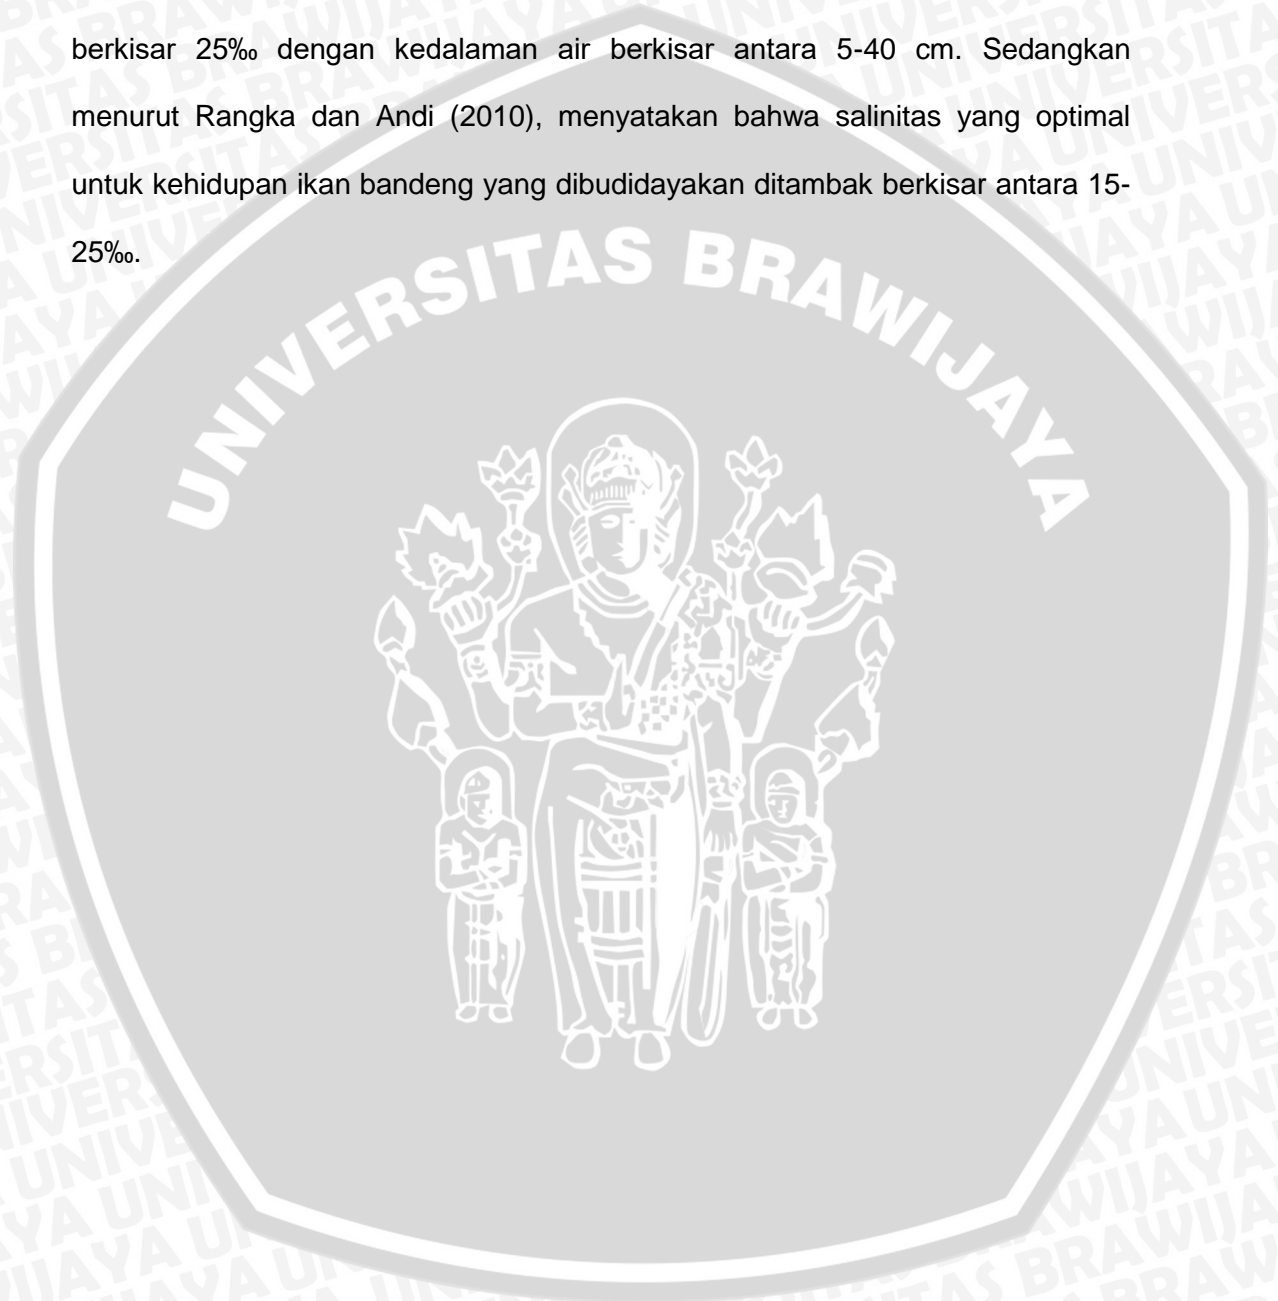 berkisar 25‰ dengan kedalaman air berkisar antara 5-40 cm. Sedangkan
menurut Rangka dan Andi (2010), menyatakan bahwa salinitas yang optimal
untuk kehidupan ikan bandeng yang dibudidayakan ditambak berkisar antara 15-
25‰.
UNIVERSITAS BRAWIJAYA